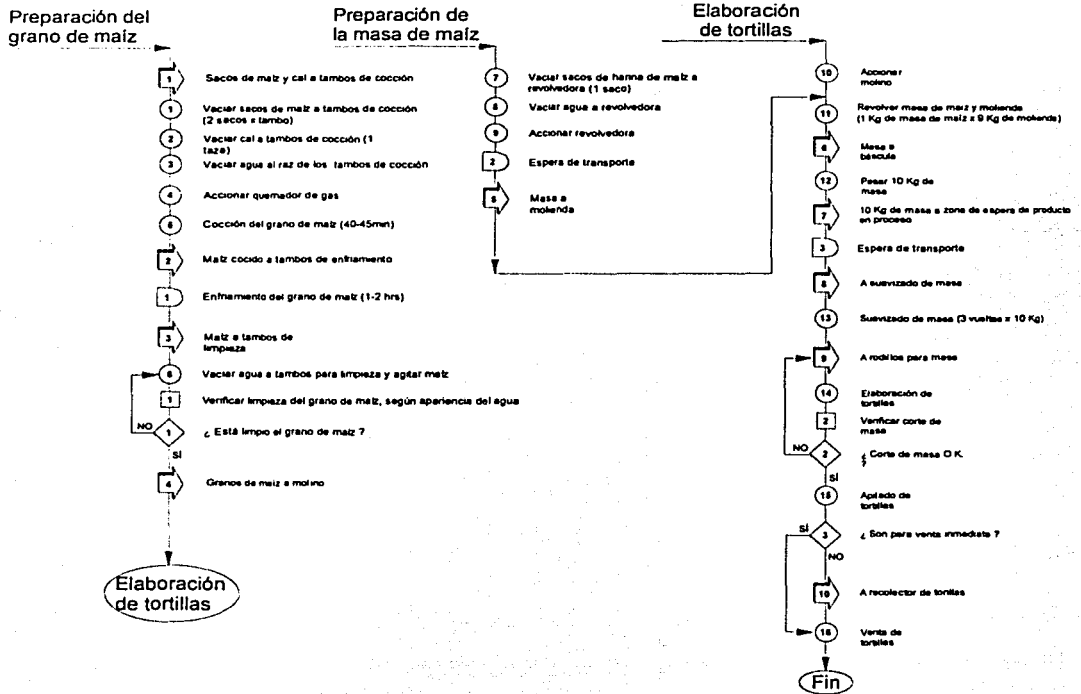 Preparación del
grano de maíz
1
Sacos de maíz y cal a tambos de cocción
1
Vaciar sacos de maíz a tambos de cocción
(2 sacos x tambo)
2
Vaciar cal a tambos de cocción (1
taza)
3
Vaciar agua al raz de los tambos de cocción
4
Accionar quemador de gas
5
Cocción del grano de maíz (40-45min)
2
Maíz cocido a tambos de enfriamiento
1
Enfriamiento del grano de maíz (1-2 hrs)
3
Maíz a tambos de
limpieza
6
Vaciar agua a tambos para limpieza y agitar maíz
1
Verificar limpieza del grano de maíz, según apariencia del agua
NO
1
¿ Está limpio el grano de maíz ?
SÍ
4
Granos de maíz a molino
Elaboración
de tortillas
Preparación de
la masa de maíz
7
Vaciar sacos de harina de maíz a
revolvedora (1 saco)
8
Vaciar agua a revolvedora
9
Accionar revolvedora
2
Espera de transporte
5
Masa a
molienda
Elaboración
de tortillas
10
Accionar
molino
11
Revolver masa de maíz y molienda
(1 Kg de masa de maíz x 9 Kg de molienda)
6
Masa a
báscula
12
Pesar 10 Kg de
masa
7
10 Kg de masa a zona de espera de producto
en proceso
3
Espera de transporte
8
A suavizado de masa
13
Suavizado de masa (3 vueltas x 10 Kg)
9
A rodillos para masa
14
Elaboración de
tortillas
2
Verificar corte de
masa
NO
2
¿ Corte de masa O K.
?
SÍ
15
Apilado de
tortillas
SÍ
3
¿ Son para venta inmediata ?
NO
10
A recolector de tortillas
16
Venta de
tortillas
Fin